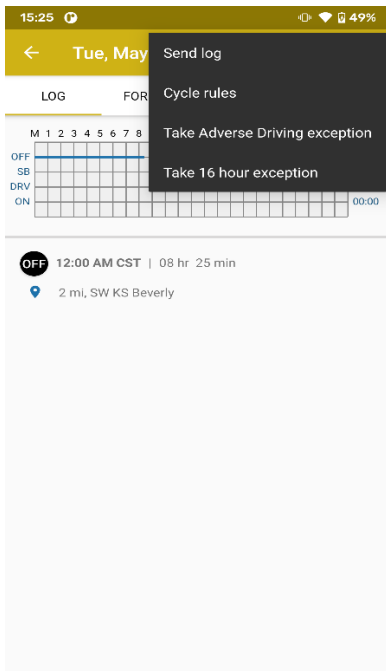 15:25 49%
Tue, May
Send log
Cycle rules
Take Adverse Driving exception
Take 16 hour exception
LOG FOR
M 1 2 3 4 5 6 7 8
OFF
SB
DRV
ON 00:00
OFF 12:00 AM CST | 08 hr 25 min
2 mi, SW KS Beverly